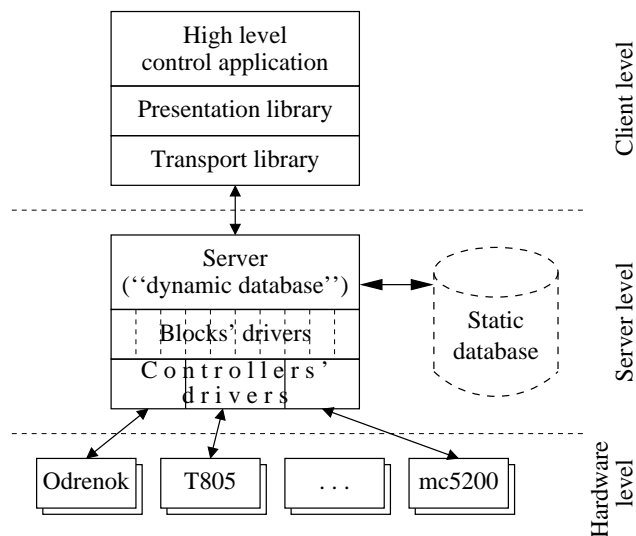 High level
control application
Presentation library
Transport library
Client level
Server
(‘‘dynamic database’’)
Blocks’ drivers
Controllers’
drivers
Static
database
Server level
Odrenok
T805
. . .
mc5200
Hardware
level